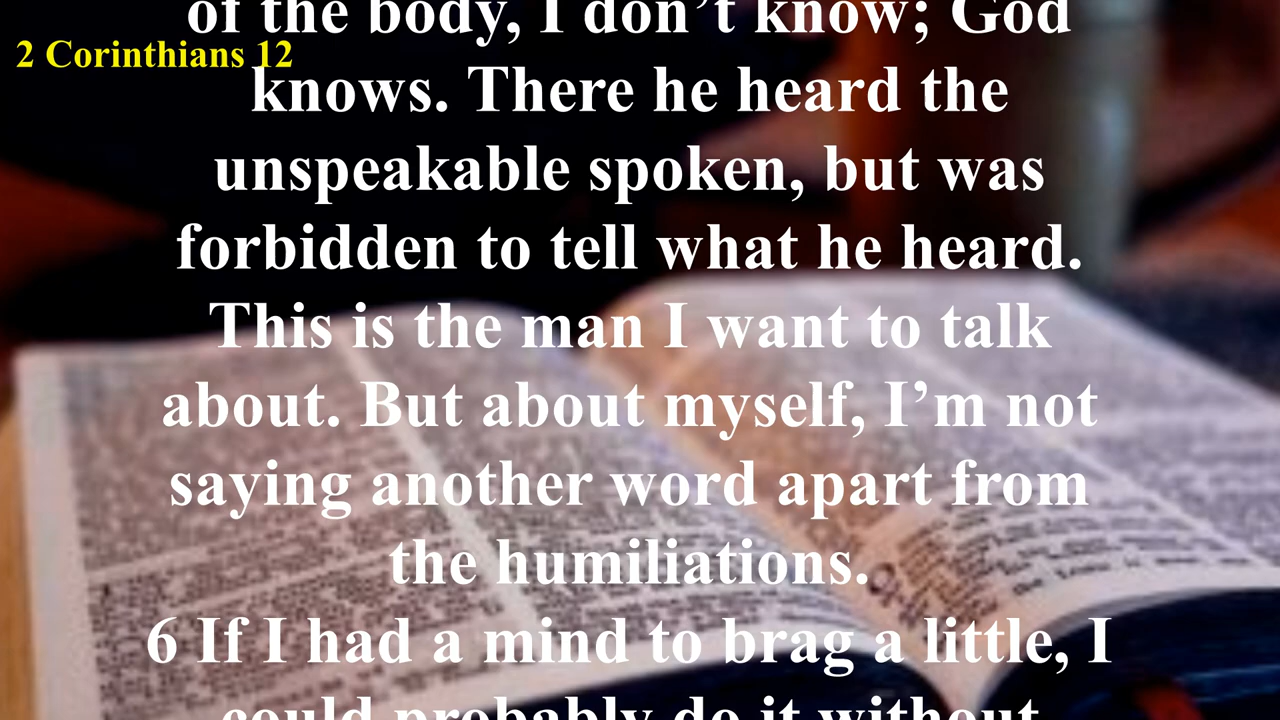 of the body, I don’t know; God
2 Corinthians 12
knows. There he heard the
unspeakable spoken, but was
forbidden to tell what he heard.
This is the man I want to talk
about. But about myself, I’m not
saying another word apart from
the humiliations.
6 If I had a mind to brag a little, I
could probably do it without